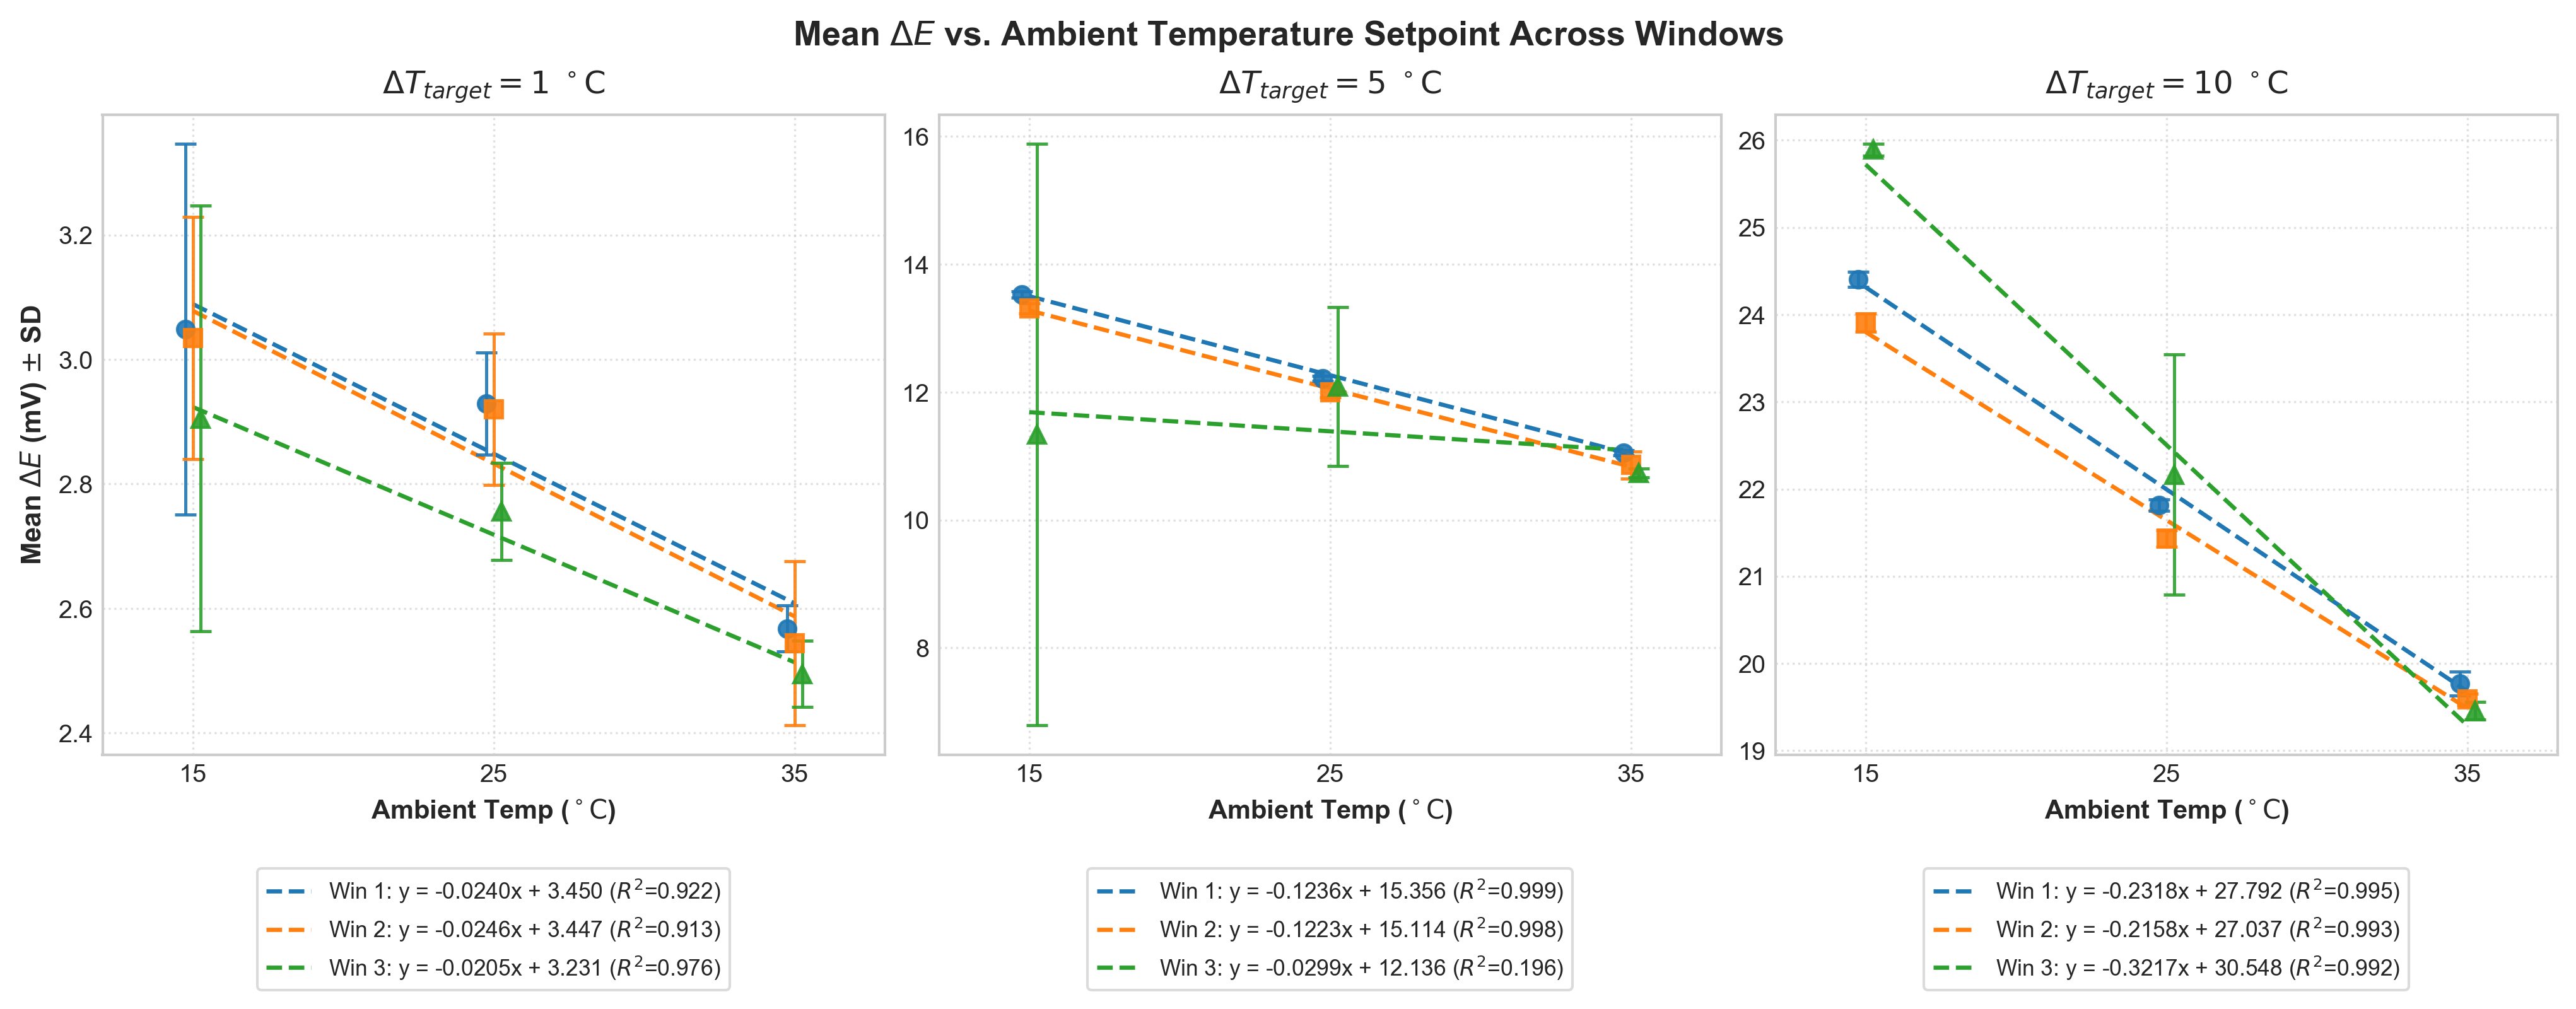 Mean ΔE vs. Ambient Temperature Setpoint Across Windows
ΔT_target = 1 °C
ΔT_target = 5 °C
ΔT_target = 10 °C
Mean ΔE (mV) ± SD
3.2
3.0
2.8
2.6
2.4
15
25
35
Ambient Temp (°C)
16
14
12
10
8
15
25
35
Ambient Temp (°C)
26
25
24
23
22
21
20
19
15
25
35
Ambient Temp (°C)
Win 1: y = -0.0240x + 3.450 (R²=0.922)
Win 2: y = -0.0246x + 3.447 (R²=0.913)
Win 3: y = -0.0205x + 3.231 (R²=0.976)
Win 1: y = -0.1236x + 15.356 (R²=0.999)
Win 2: y = -0.1223x + 15.114 (R²=0.998)
Win 3: y = -0.0299x + 12.136 (R²=0.196)
Win 1: y = -0.2318x + 27.792 (R²=0.995)
Win 2: y = -0.2158x + 27.037 (R²=0.993)
Win 3: y = -0.3217x + 30.548 (R²=0.992)